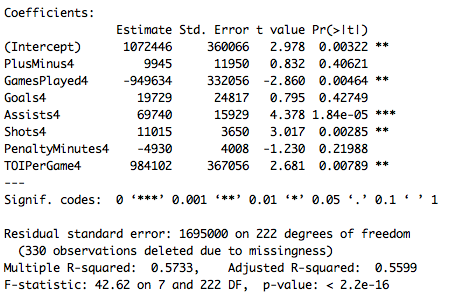 Coefficients:
Estimate Std. Error t value Pr(>|t|)
(Intercept) 1072446 360066 2.978 0.00322 **
PlusMinus4 9945 11950 0.832 0.40621
GamesPlayed4 -949634 332056 -2.860 0.00464 **
Goals4 19729 24817 0.795 0.42749
Assists4 69740 15929 4.378 1.84e-05 ***
Shots4 11015 3650 3.017 0.00285 **
PenaltyMinutes4 -4930 4008 -1.230 0.21988
TOIPerGame4 984102 367056 2.681 0.00789 **
---
Signif. codes: 0 ‘***’ 0.001 ‘**’ 0.01 ‘*’ 0.05 ‘.’ 0.1 ‘ ’ 1
Residual standard error: 1695000 on 222 degrees of freedom
(330 observations deleted due to missingness)
Multiple R-squared: 0.5733, Adjusted R-squared: 0.5599
F-statistic: 42.62 on 7 and 222 DF, p-value: < 2.2e-16